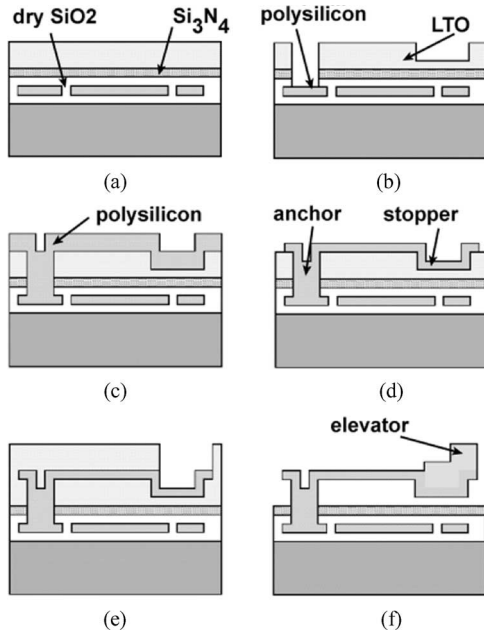 dry SiO2 Si₃N₄
(a)
polysilicon LTO
(b)
polysilicon
(c)
anchor stopper
(d)
(e)
elevator
(f)